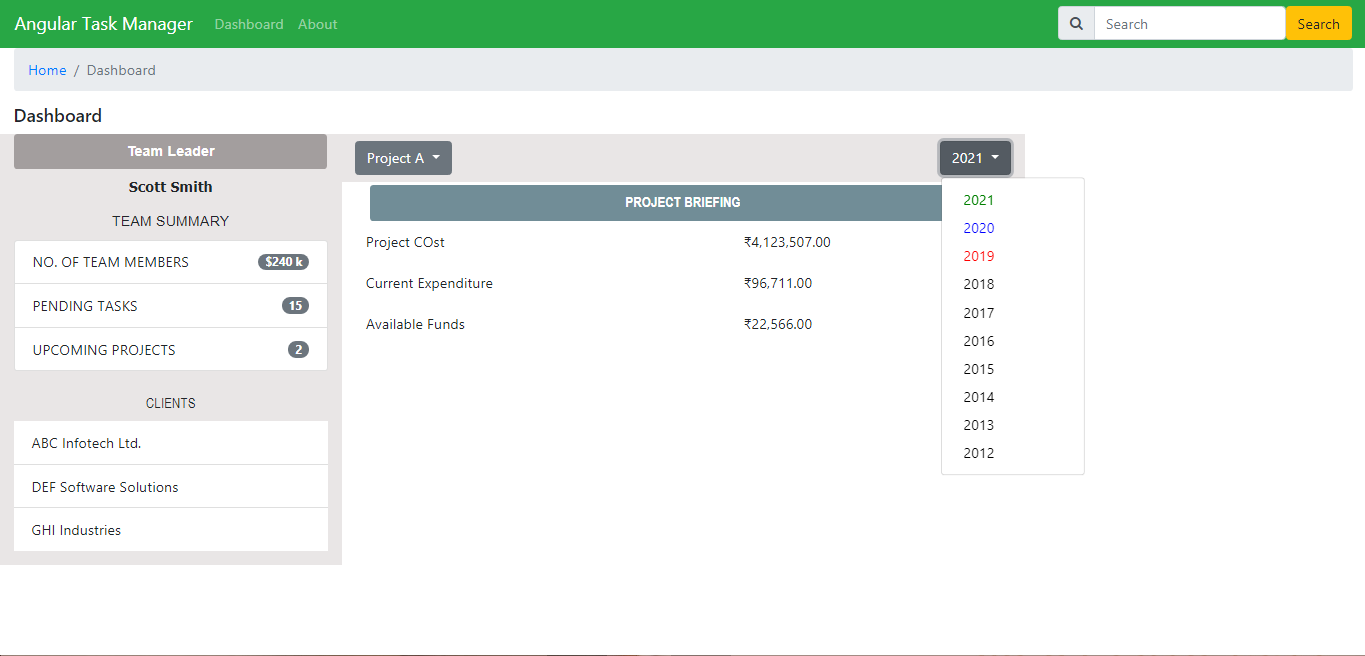 Angular Task Manager Dashboard About Search Search
Home / Dashboard
Dashboard
Team Leader
Scott Smith
TEAM SUMMARY
NO. OF TEAM MEMBERS $240 k
PENDING TASKS 15
UPCOMING PROJECTS 2
CLIENTS
ABC Infotech Ltd.
DEF Software Solutions
GHI Industries
Project A 2021
PROJECT BRIEFING
Project COst ₹4,123,507.00
Current Expenditure ₹96,711.00
Available Funds ₹22,566.00
2021
2020
2019
2018
2017
2016
2015
2014
2013
2012